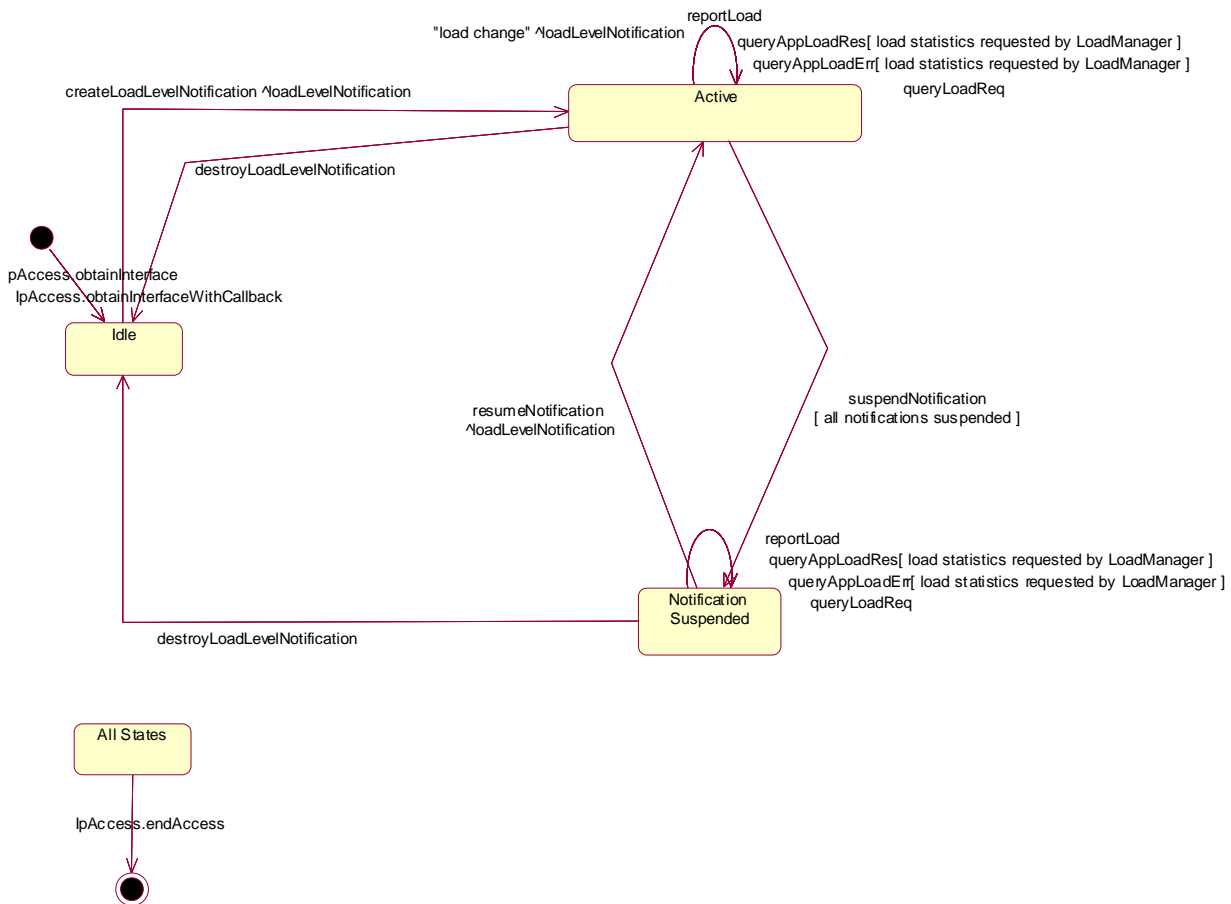 reportLoad
"load change" ^loadLevelNotification
queryAppLoadRes[ load statistics requested by LoadManager ]
queryAppLoadErr[ load statistics requested by LoadManager ]
queryLoadReq
createLoadLevelNotification ^loadLevelNotification
Active
destroyLoadLevelNotification
pAccess.obtainInterface
IpAccess.obtainInterfaceWithCallback
Idle
resumeNotification
^loadLevelNotification
suspendNotification
[ all notifications suspended ]
reportLoad
queryAppLoadRes[ load statistics requested by LoadManager ]
queryAppLoadErr[ load statistics requested by LoadManager ]
queryLoadReq
Notification
Suspended
destroyLoadLevelNotification
All States
IpAccess.endAccess